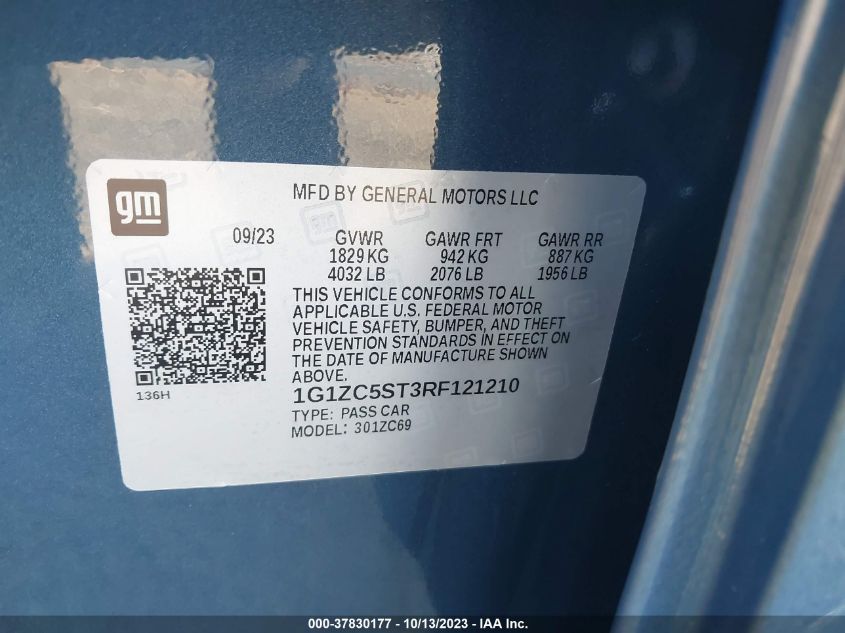 gm
MFD BY GENERAL MOTORS LLC
09/23
GVWR GAWR FRT GAWR RR
1829 KG 942 KG 887 KG
4032 LB 2076 LB 1956 LB
THIS VEHICLE CONFORMS TO ALL
APPLICABLE U.S. FEDERAL MOTOR
VEHICLE SAFETY, BUMPER, AND THEFT
PREVENTION STANDARDS IN EFFECT ON
THE DATE OF MANUFACTURE SHOWN
ABOVE.
136H
1G1ZC5ST3RF121210
TYPE: PASS CAR
MODEL: 301ZC69
000-37830177 - 10/13/2023 - IAA Inc.